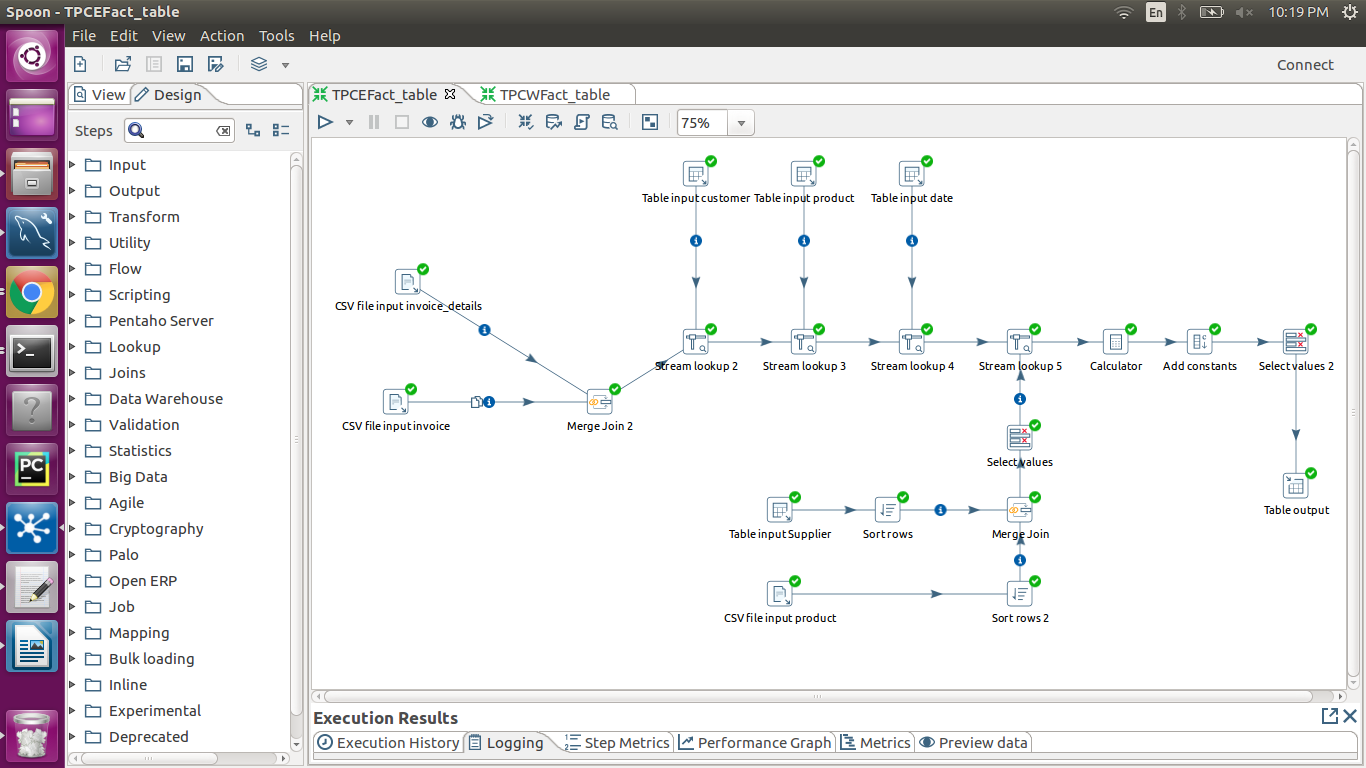 Spoon - TPCEFact_table
En
10:19 PM
File Edit View Action Tools Help
Connect
View
Design
TPCEFact_table
TPCWFact_table
Steps
75%
Input
Output
Transform
Utility
Flow
Scripting
Pentaho Server
Lookup
Joins
Data Warehouse
Validation
Statistics
Big Data
Agile
Cryptography
Palo
Open ERP
Job
Mapping
Bulk loading
Inline
Experimental
Deprecated
PC
Table input customer
Table input product
Table input date
CSV file input invoice_details
Stream lookup 2
Stream lookup 3
Stream lookup 4
Stream lookup 5
Calculator
Add constants
Select values 2
CSV file input invoice
Merge Join 2
Select values
Table output
Table input Supplier
Sort rows
Merge Join
CSV file input product
Sort rows 2
Execution Results
Execution History
Logging
Step Metrics
Performance Graph
Metrics
Preview data